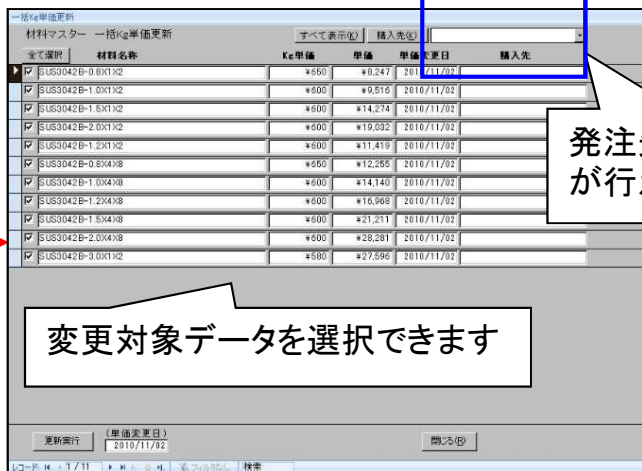 一括Kg単価更新
材料マスター 一括Kg単価更新 すべて表示(K) 購入先(K)
全て選択 材料名称 Kg単価 単価 単価変更日 購入先
SUS3042B-0.8X1X2 ¥650 ¥8,247 2010/11/02
SUS3042B-1.0X1X2 ¥600 ¥9,516 2010/11/02
SUS3042B-1.5X1X2 ¥600 ¥14,274 2010/11/02
SUS3042B-2.0X1X2 ¥600 ¥19,032 2010/11/02
SUS3042B-1.2X1X2 ¥600 ¥11,419 2010/11/02
SUS3042B-0.8X4X8 ¥650 ¥12,255 2010/11/02
SUS3042B-1.0X4X8 ¥600 ¥14,140 2010/11/02
SUS3042B-1.2X4X8 ¥600 ¥16,968 2010/11/02
SUS3042B-1.5X4X8 ¥600 ¥21,211 2010/11/02
SUS3042B-2.0X4X8 ¥600 ¥28,281 2010/11/02
SUS3042B-3.0X1X2 ¥580 ¥27,596 2010/11/02
発注
が行
変更対象データを選択できます
更新実行 (単価変更日) 2010/11/02 閉じる(R)
レコード: 1 / 11 フィルタなし 検索